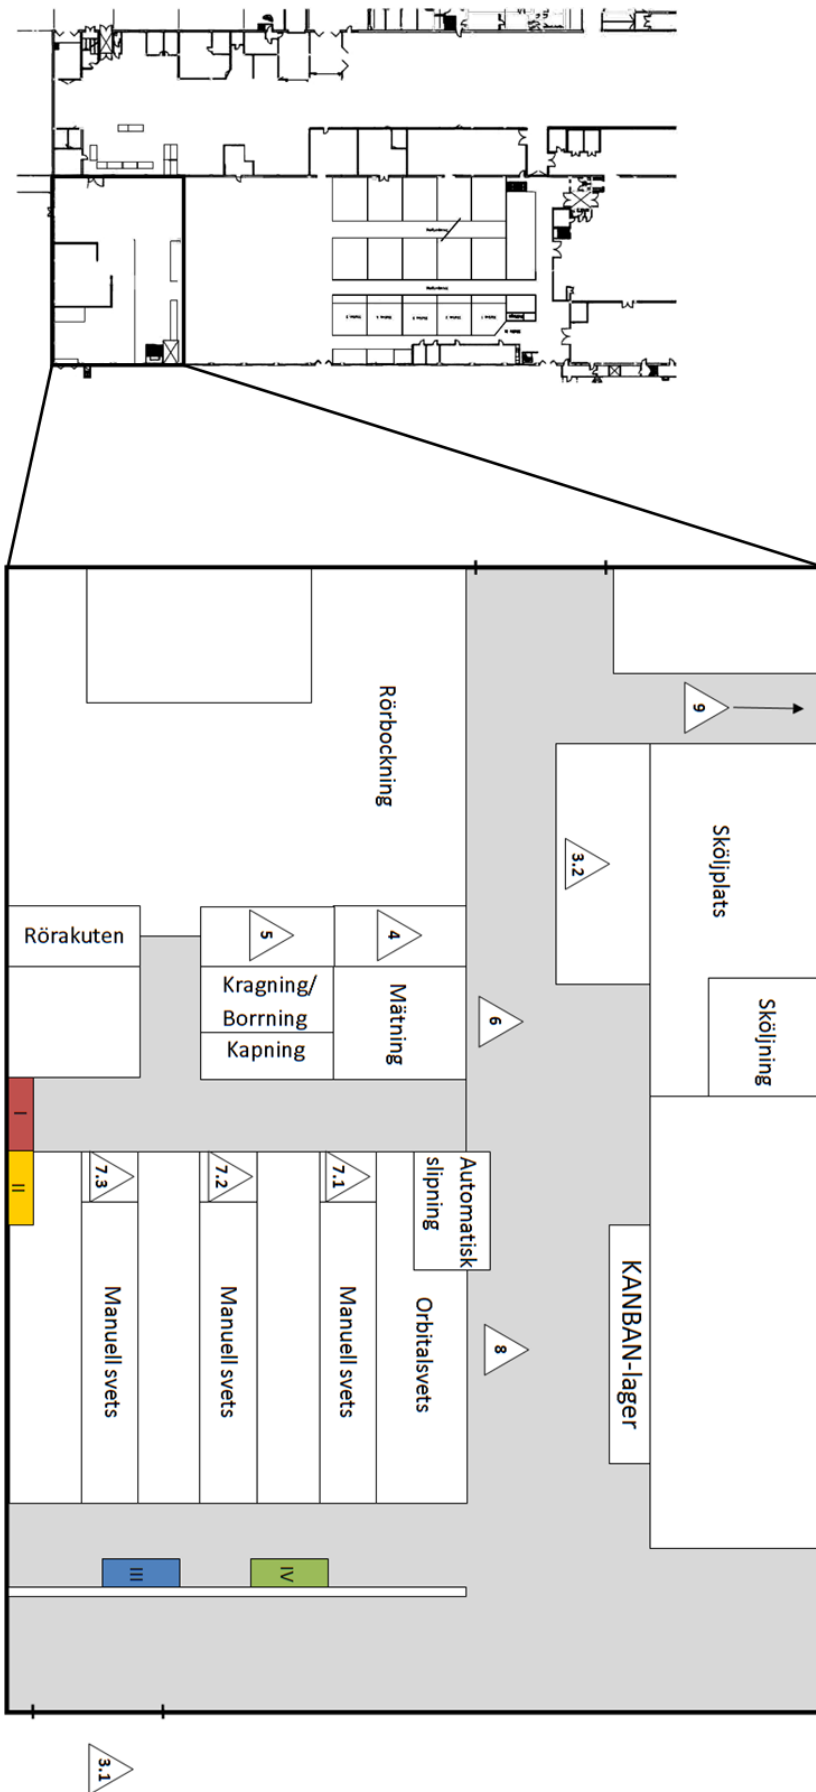 Rörbockning
9
3.2
Sköljplats
Rörakuten
5
4
Kragning/
Borrning
Kapning
Mätning
6
Sköljning
I
II
7.3
7.2
7.1
Automatisk
slipning
Manuell svets
Manuell svets
Manuell svets
Orbitalsvets
8
KANBAN-lager
III
IV
3.1